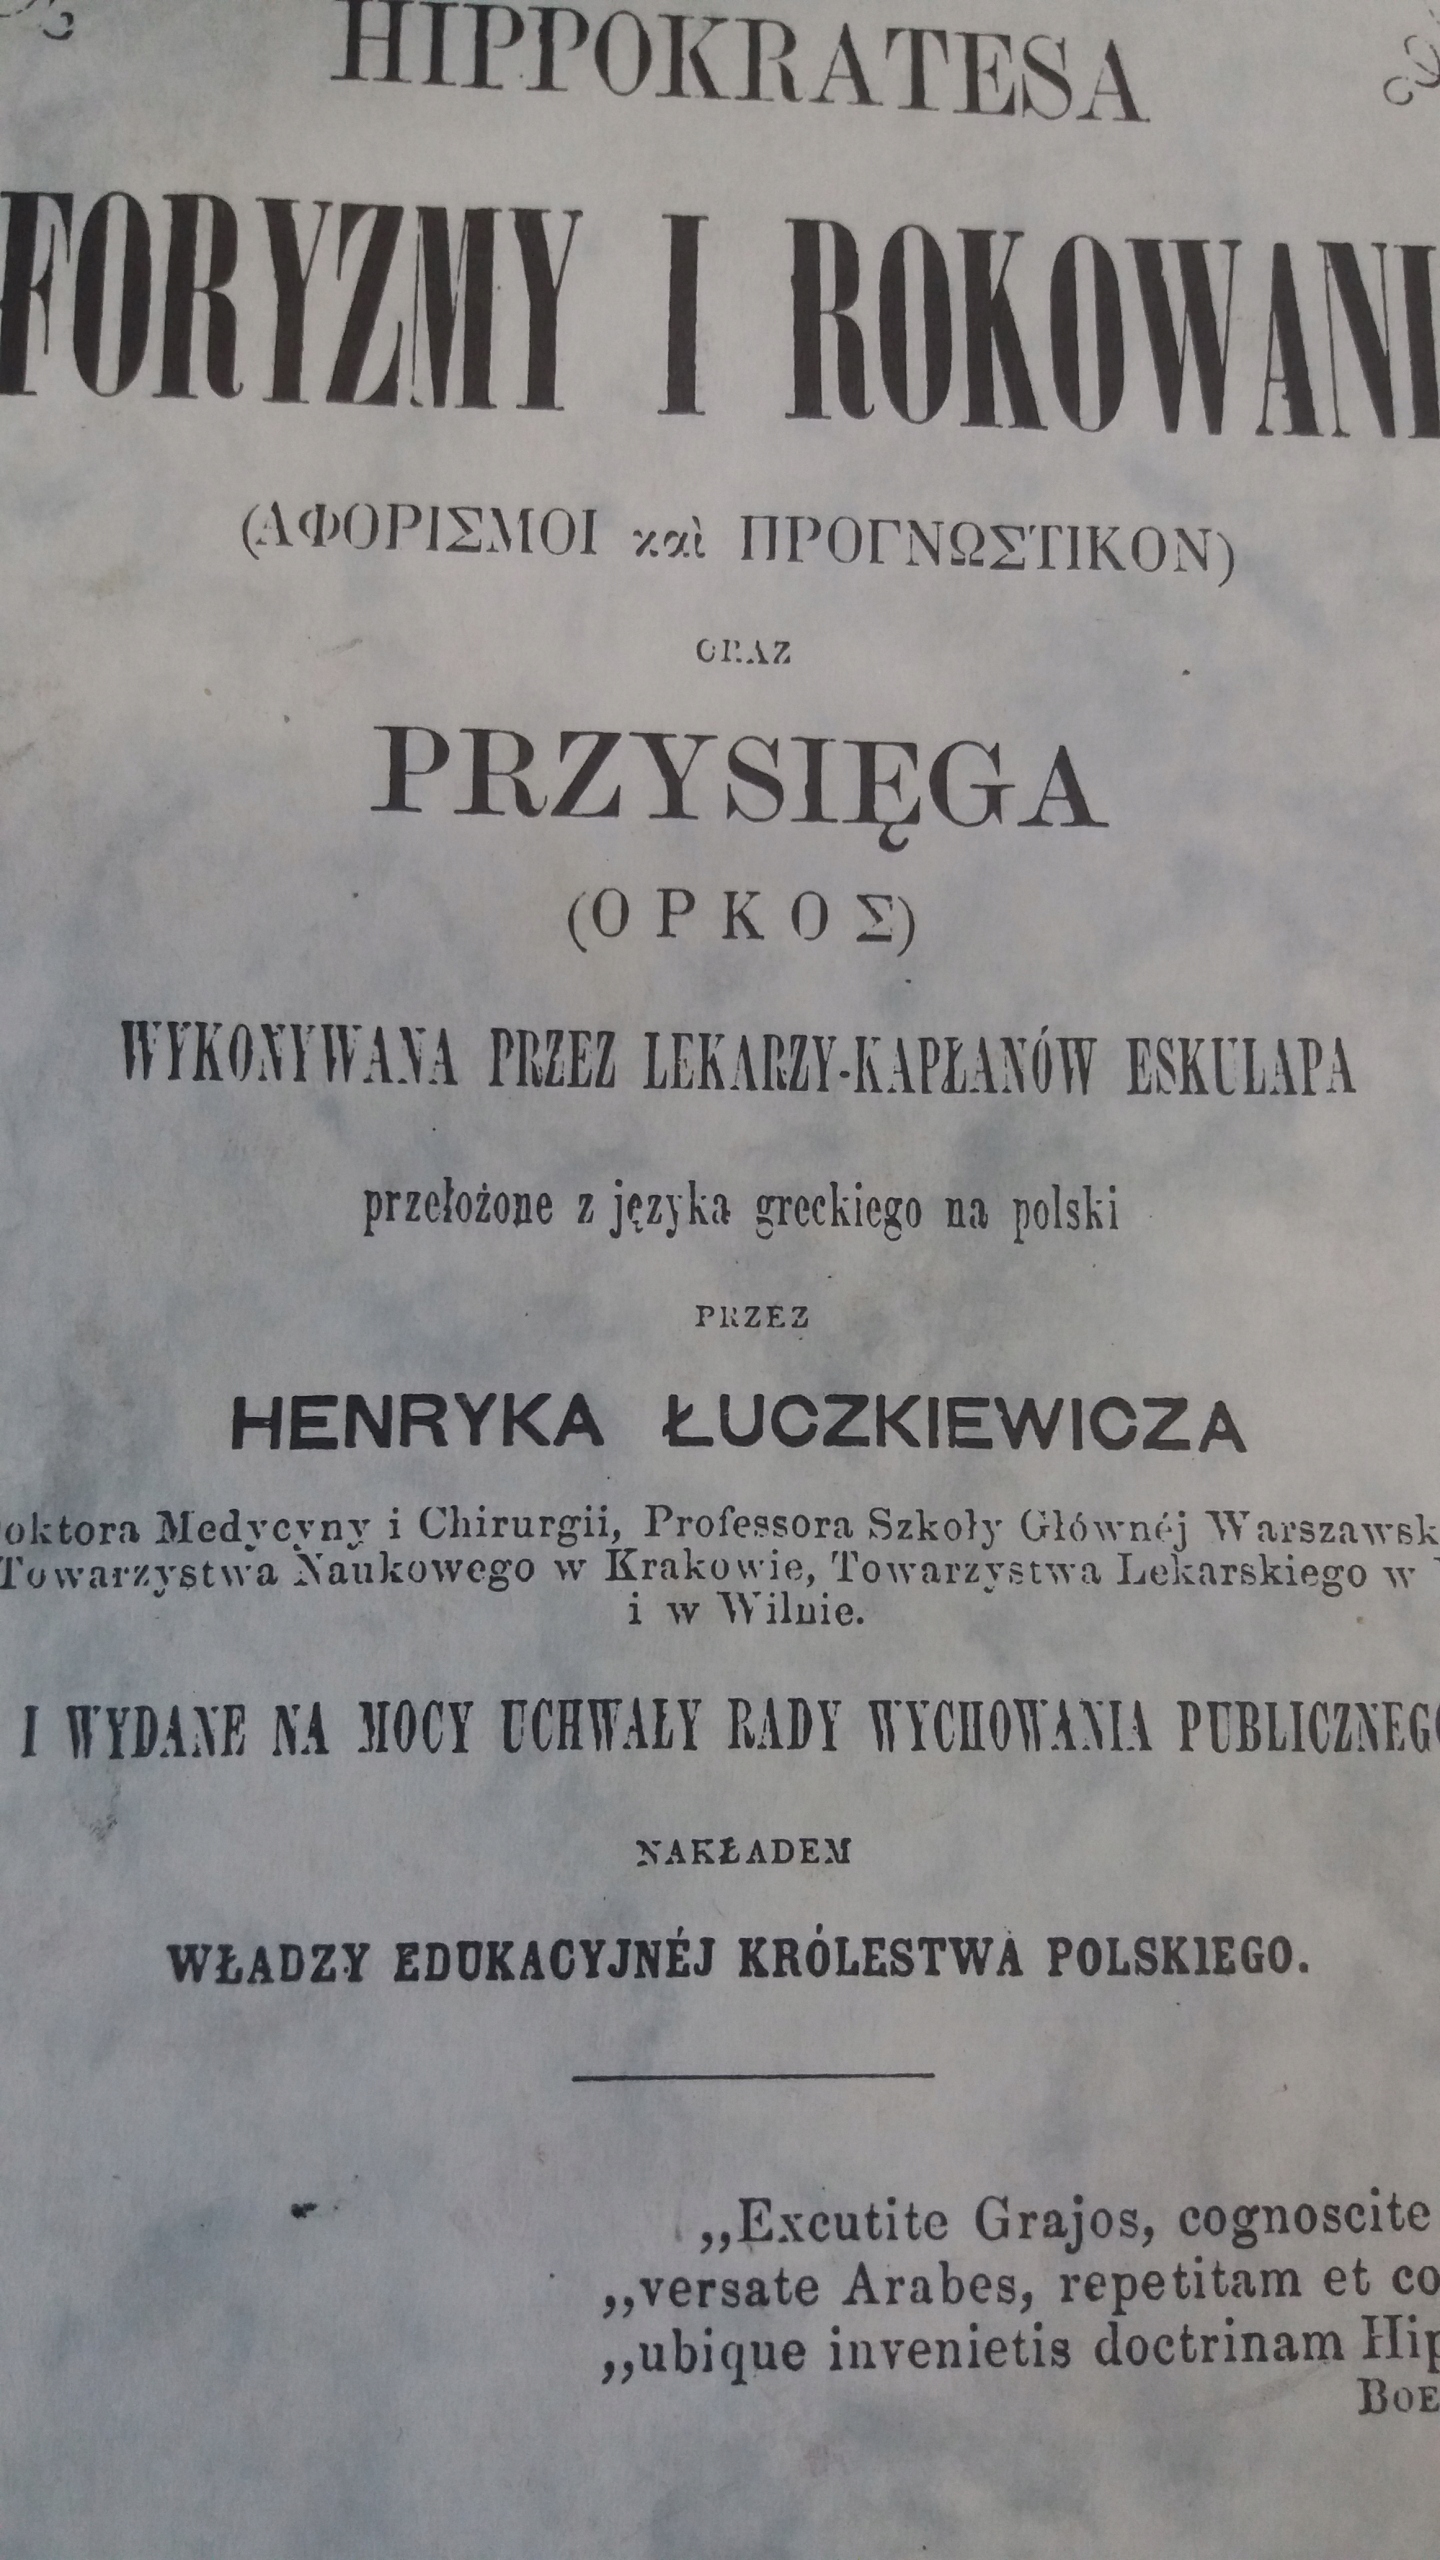 HIPPOKRATESA
FORYZMY I ROKOWANI
(ΑΦΟΡΙΣΜΟΙ καὶ ΠΡΟΓΝΩΣΤΙΚΟΝ)
ORAZ
PRZYSIĘGA
(ΟΡΚΟΣ)
WYKONYWANA PRZEZ LEKARZY-KAPŁANÓW ESKULAPA
przełożone z języka greckiego na polski
PRZEZ
HENRYKA ŁUCZKIEWICZA
oktora Medycyny i Chirurgii, Professora Szkoły Głównéj Warszawsk
Towarzystwa Naukowego w Krakowie, Towarzystwa Lekarskiego w
i w Wilnie.
I WYDANE NA MOCY UCHWAŁY RADY WYCHOWANIA PUBLICZNEGO
NAKŁADEM
WŁADZY EDUKACYJNÉJ KRÓLESTWA POLSKIEGO.
,,Excutite Grajos, cognoscite
,,versate Arabes, repetitam et co
,,ubique invenietis doctrinam Hip
BOE